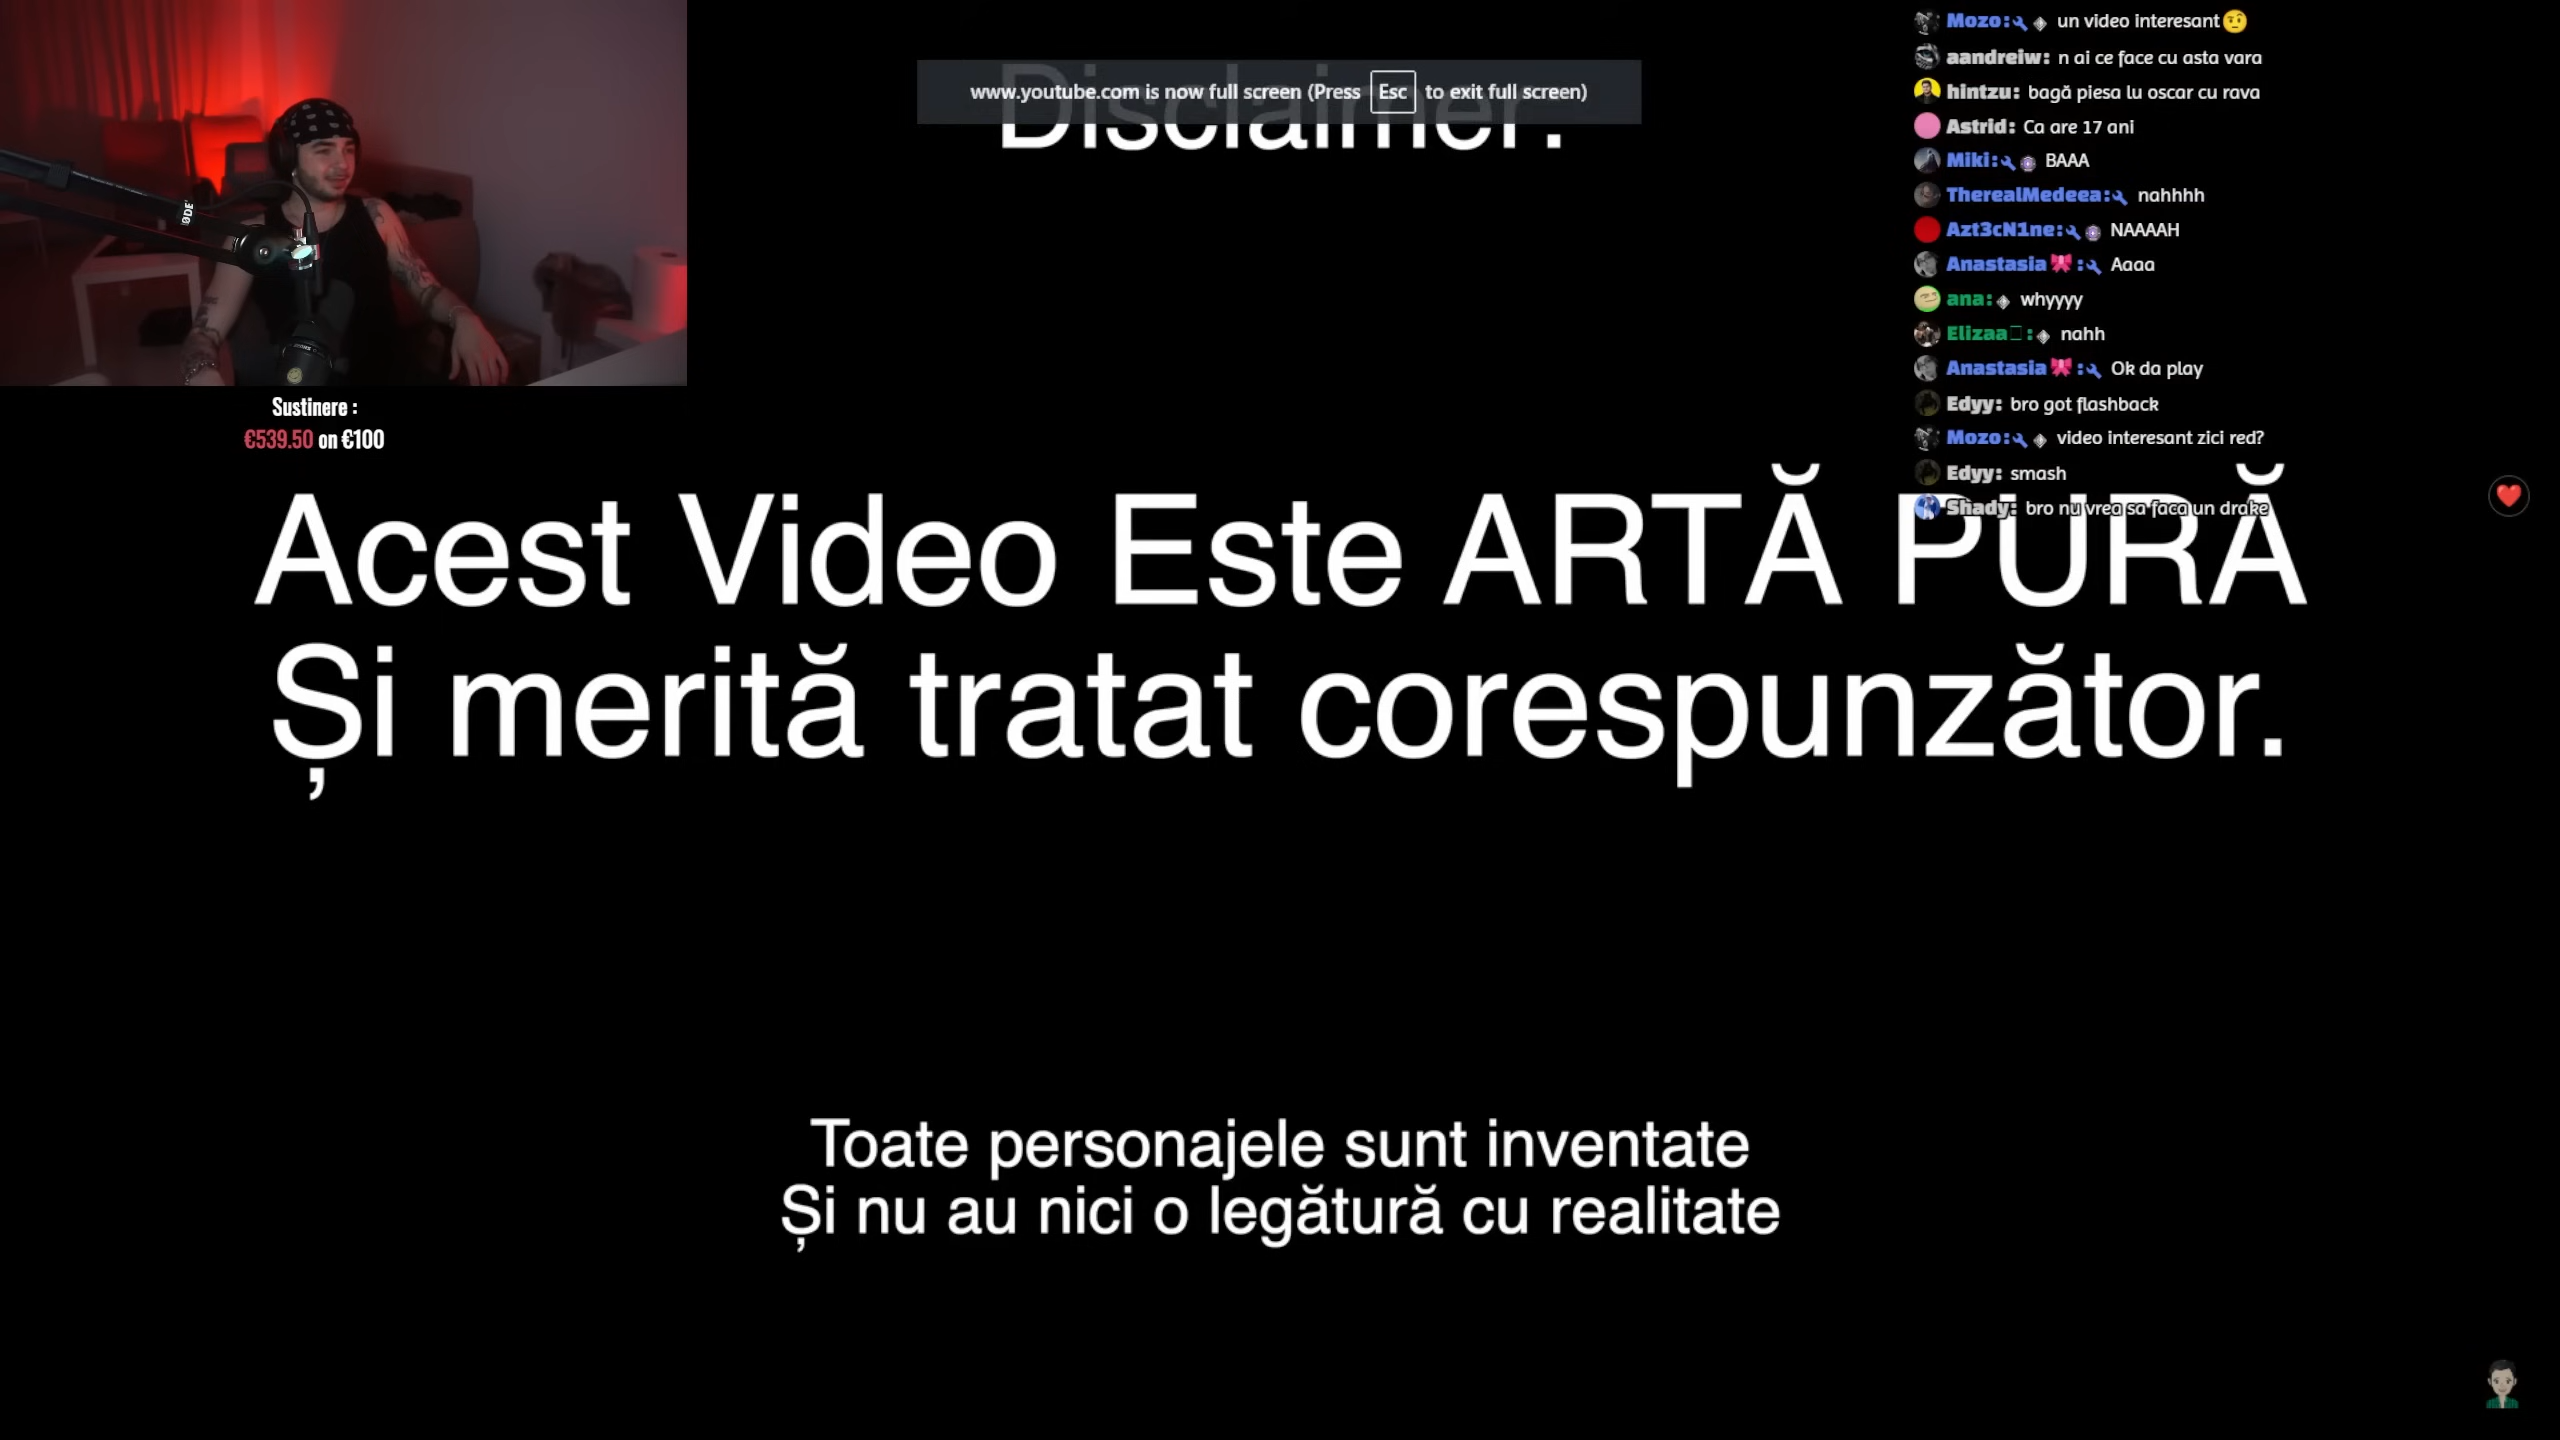 www.youtube.com is now full screen (Press Esc to exit full screen)
Disclaimer:
RØDE
Sustinere :
€539.50 on €100
Mozo: un video interesant🤨
aandreiw: n ai ce face cu asta vara
hintzu: bagă piesa lu oscar cu rava
Astrid: Ca are 17 ani
Miki: BAAA
TherealMedeea: nahhhh
Azt3cN1ne: NAAAAH
Anastasia🎀: Aaaa
ana: whyyyy
Elizaa: nahh
Anastasia🎀: Ok da play
Edyy: bro got flashback
Mozo: video interesant zici red?
Edyy: smash
Shady: bro nu vrea sa faca un drake
Acest Video Este ARTĂ PURĂ
Și merită tratat corespunzător.
Toate personajele sunt inventate
Și nu au nici o legătură cu realitate